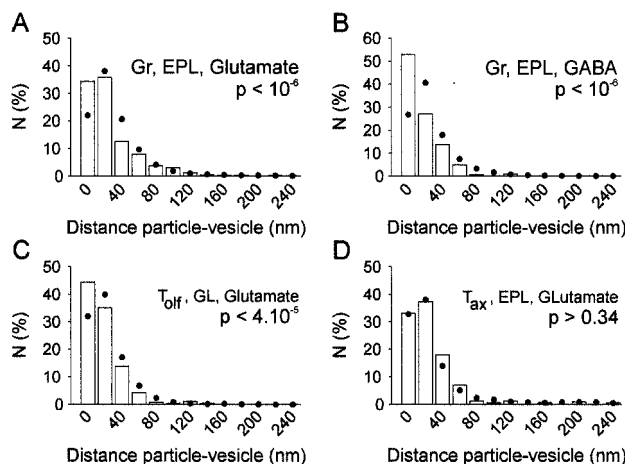 A
50
40
30
20
10
0
N (%)
Gr, EPL, Glutamate
p < 10⁻⁶
0 40 80 120 160 200 240
Distance particle-vesicle (nm)
B
60
50
40
30
20
10
0
N (%)
Gr, EPL, GABA
p < 10⁻⁶
0 40 80 120 160 200 240
Distance particle-vesicle (nm)
C
50
40
30
20
10
0
N (%)
Tolf, GL, Glutamate
p < 4.10⁻⁵
0 40 80 120 160 200 240
Distance particle-vesicle (nm)
D
50
40
30
20
10
0
N (%)
Tax, EPL, GLutamate
p > 0.34
0 40 80 120 160 200 240
Distance particle-vesicle (nm)